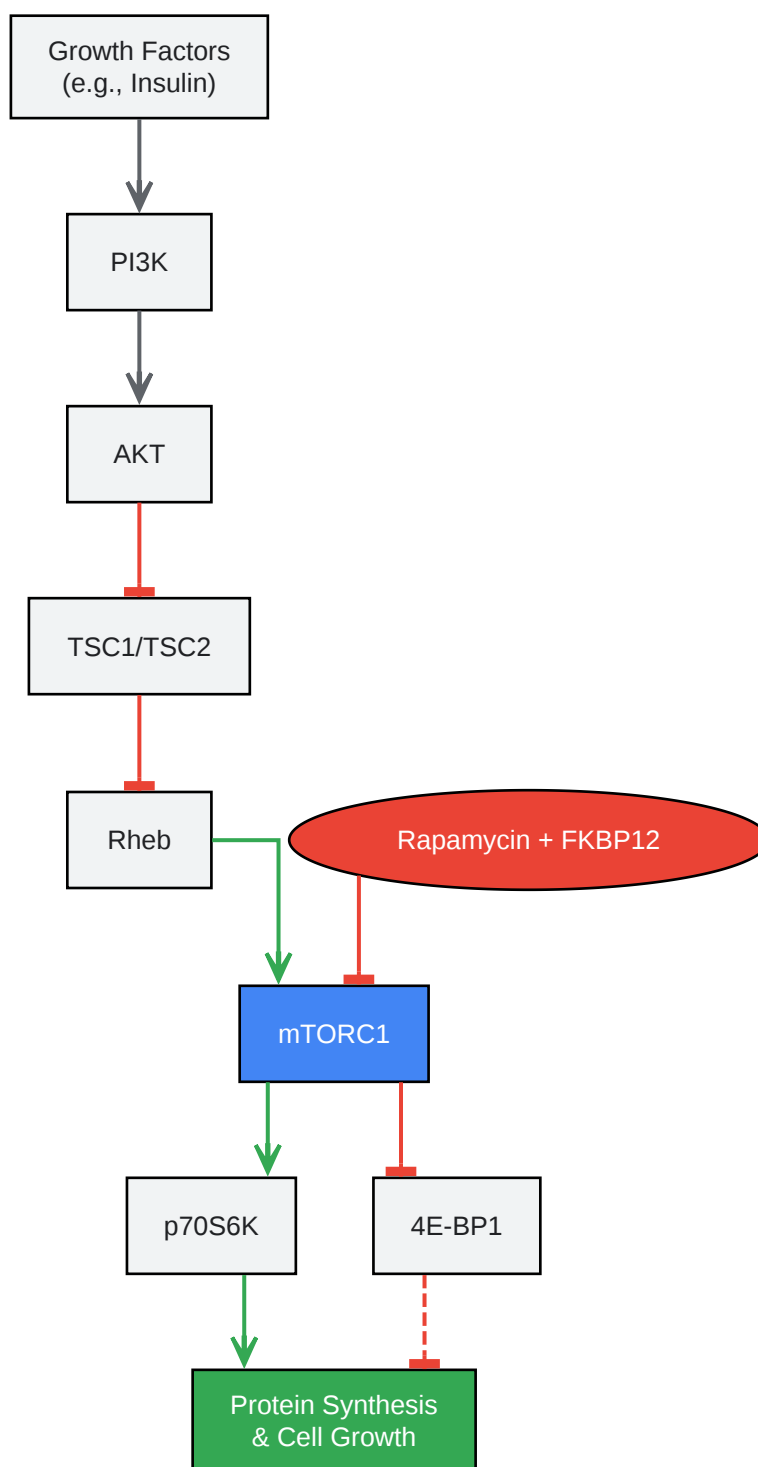 Growth Factors
(e.g., Insulin)
PI3K
AKT
TSC1/TSC2
Rheb
Rapamycin + FKBP12
mTORC1
p70S6K
4E-BP1
Protein Synthesis
& Cell Growth